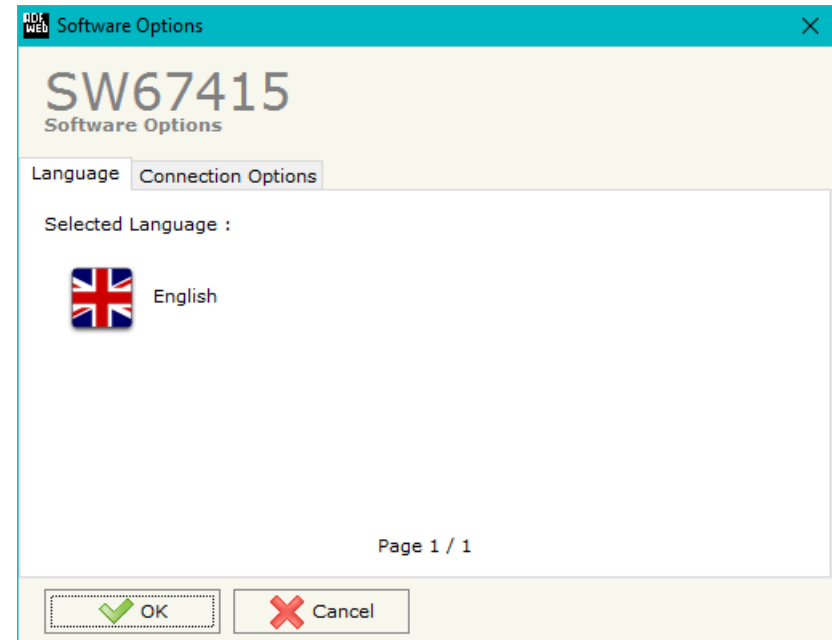 ADF
WEB Software Options
SW67415
Software Options
Language Connection Options
Selected Language :
English
Page 1 / 1
OK Cancel